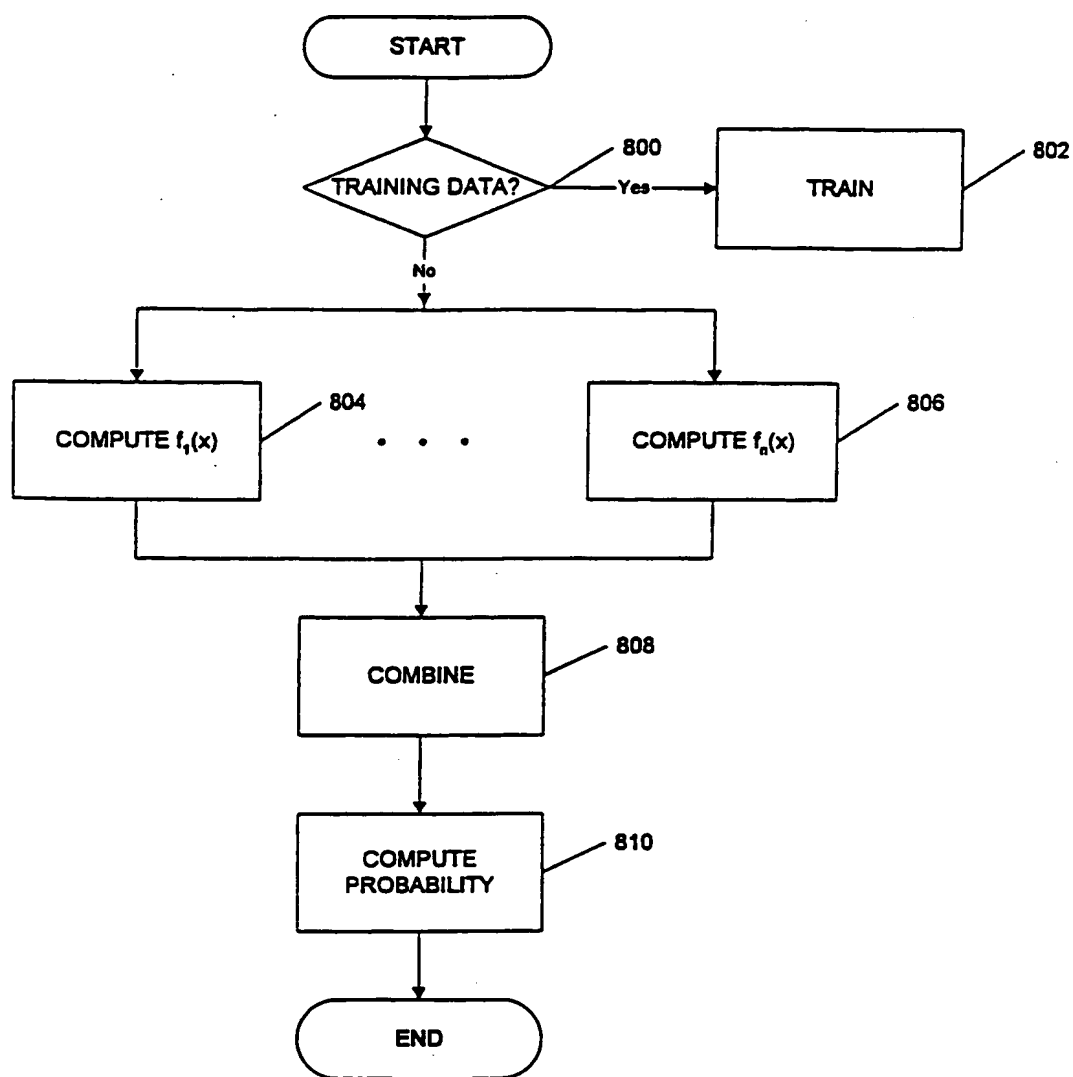 START
TRAINING DATA?
800
Yes
TRAIN
802
No
COMPUTE f₁(x)
804
. . .
COMPUTE fₙ(x)
806
COMBINE
808
COMPUTE
PROBABILITY
810
END